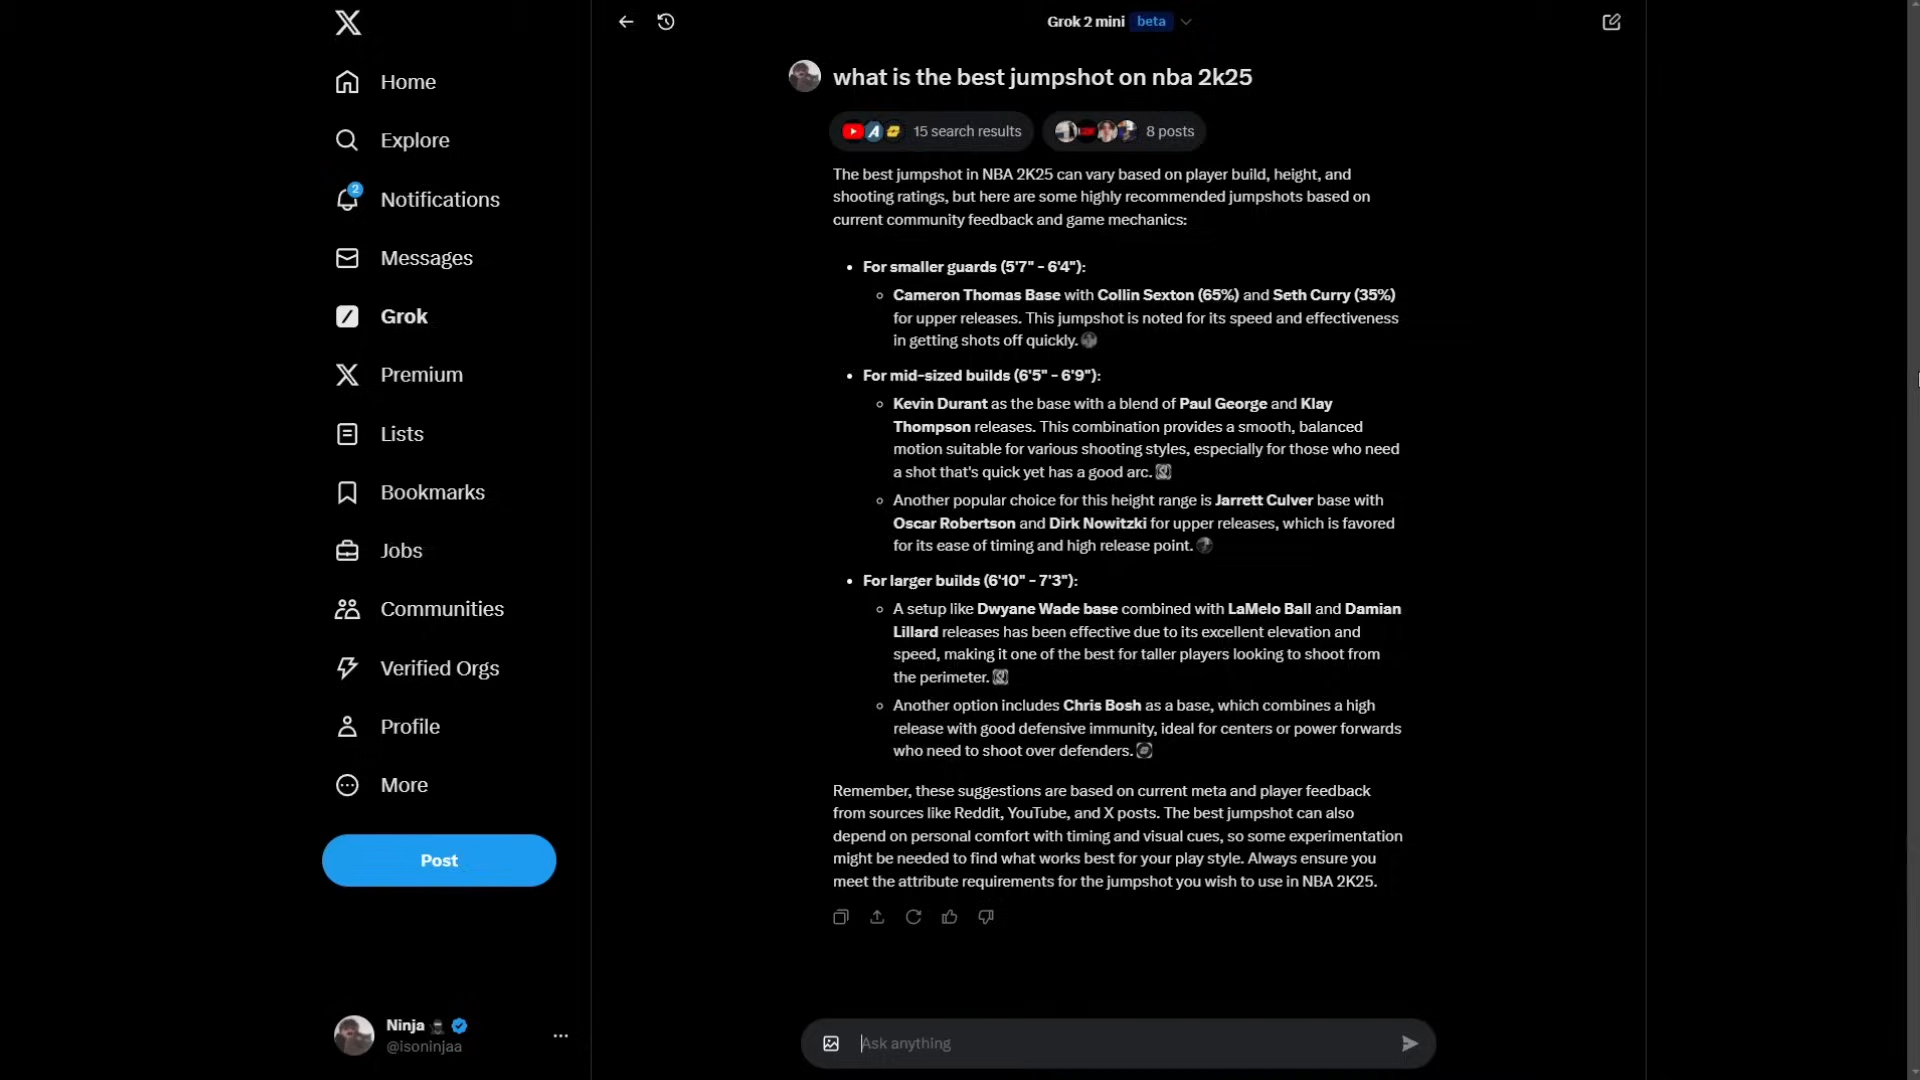 Home
Explore
2
Notifications
Messages
Grok
Premium
Lists
Bookmarks
Jobs
Communities
Verified Orgs
Profile
More
Post
Ninja
@isoninjaa
Grok 2 mini beta
what is the best jumpshot on nba 2k25
15 search results 8 posts
The best jumpshot in NBA 2K25 can vary based on player build, height, and
shooting ratings, but here are some highly recommended jumpshots based on
current community feedback and game mechanics:
• For smaller guards (5'7" - 6'4"):
Cameron Thomas Base with Collin Sexton (65%) and Seth Curry (35%)
for upper releases. This jumpshot is noted for its speed and effectiveness
in getting shots off quickly.
• For mid-sized builds (6'5" - 6'9"):
Kevin Durant as the base with a blend of Paul George and Klay
Thompson releases. This combination provides a smooth, balanced
motion suitable for various shooting styles, especially for those who need
a shot that's quick yet has a good arc.
Another popular choice for this height range is Jarrett Culver base with
Oscar Robertson and Dirk Nowitzki for upper releases, which is favored
for its ease of timing and high release point.
• For larger builds (6'10" - 7'3"):
A setup like Dwyane Wade base combined with LaMelo Ball and Damian
Lillard releases has been effective due to its excellent elevation and
speed, making it one of the best for taller players looking to shoot from
the perimeter.
Another option includes Chris Bosh as a base, which combines a high
release with good defensive immunity, ideal for centers or power forwards
who need to shoot over defenders.
Remember, these suggestions are based on current meta and player feedback
from sources like Reddit, YouTube, and X posts. The best jumpshot can also
depend on personal comfort with timing and visual cues, so some experimentation
might be needed to find what works best for your play style. Always ensure you
meet the attribute requirements for the jumpshot you wish to use in NBA 2K25.
Ask anything